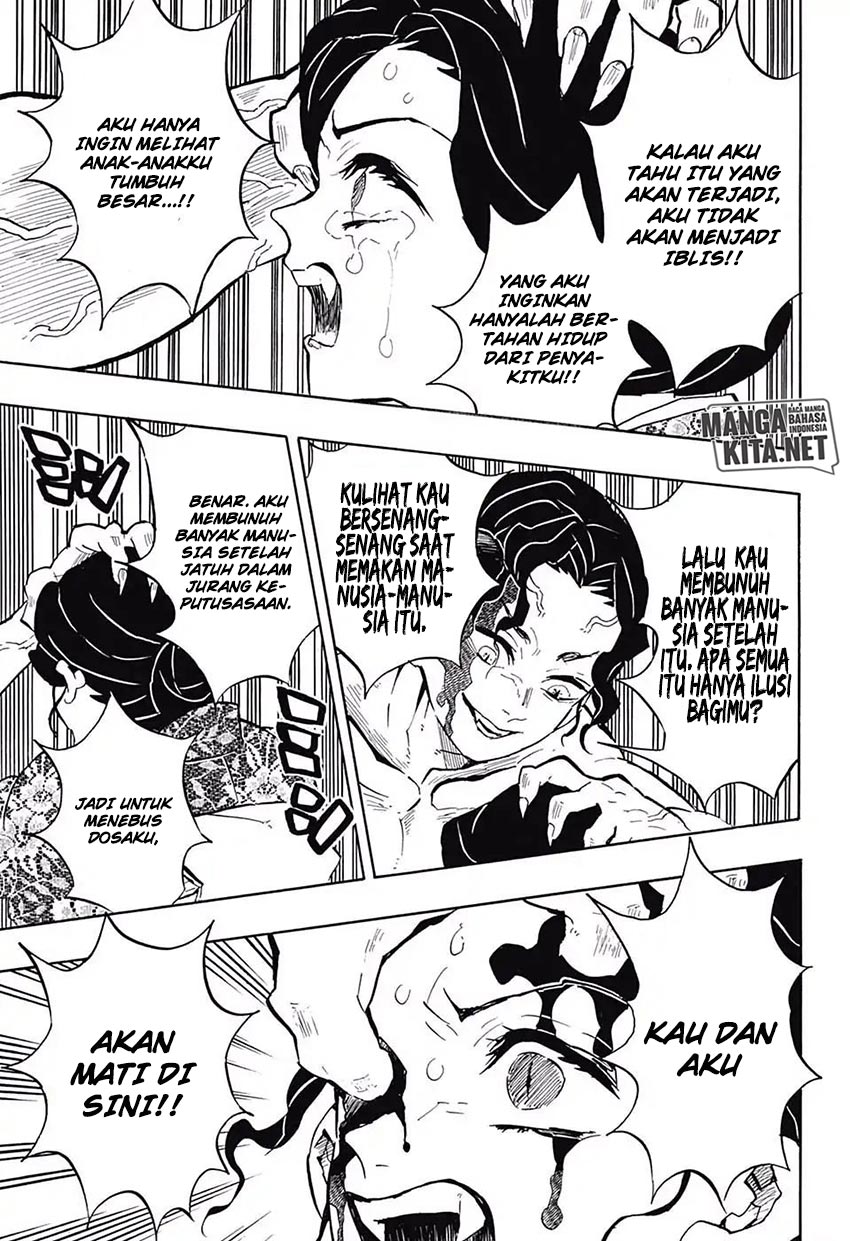 KALAU AKU
TAHU ITU YANG
AKAN TERJADI,
AKU TIDAK
AKAN MENJADI
IBLIS!!
YANG AKU
INGINKAN
HANYALAH BER-
TAHAN HIDUP
DARI PENYA-
KITKU!!
AKU HANYA
INGIN MELIHAT
ANAK-ANAKKU
TUMBUH
BESAR...!!
MANGA
KITA.NET
BACA MANGA
BAHASA
INDONESIA
LALU KAU
MEMBUNUH
BANYAK MANU-
SIA SETELAH
ITU. APA SEMUA
ITU HANYA ILUSI
BAGIMU?
KULIHAT KAU
BERSENANG-
SENANG SAAT
MEMAKAN MA-
NUSIA-MANU-
SIA ITU.
BENAR. AKU
MEMBUNUH
BANYAK MANU-
SIA SETELAH
JATUH DALAM
JURANG KE-
PUTUSASAAN.
JADI UNTUK
MENEBUS
DOSAKU,
KAU DAN
AKU
AKAN
MATI DI
SINI!!